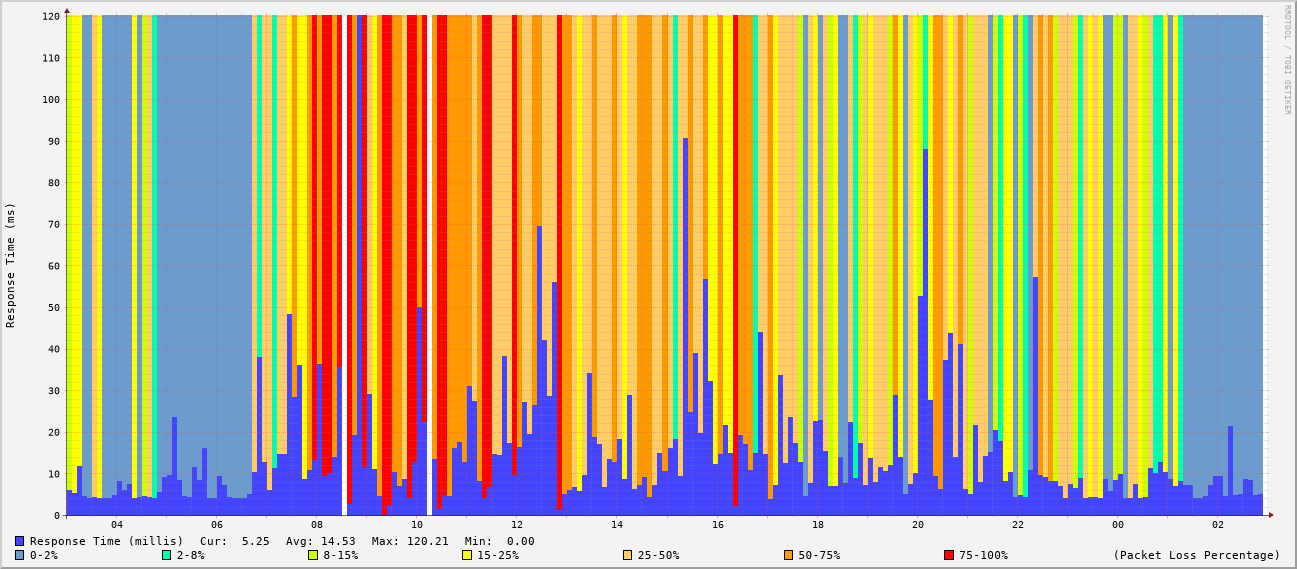 120
110
100
90
80
70
60
50
40
30
20
10
0
Response Time (ms)
RRDTOOL / TOBI OETIKER
04 06 08 10 12 14 16 18 20 22 00 02
Response Time (millis) Cur: 5.25 Avg: 14.53 Max: 120.21 Min: 0.00
0-2% 2-8% 8-15% 15-25% 25-50% 50-75% 75-100% (Packet Loss Percentage)